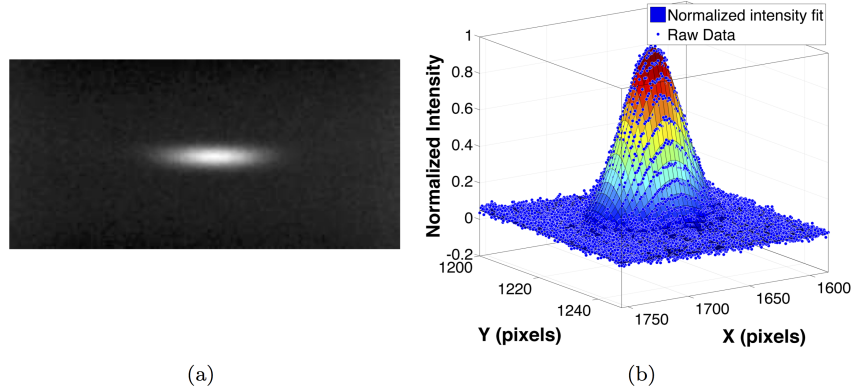 Normalized intensity fit
Raw Data
1
0.8
0.6
0.4
0.2
0
-0.2
Normalized Intensity
1200
1220
1240
Y (pixels)
1750
1700
1650
1600
X (pixels)
(a)
(b)